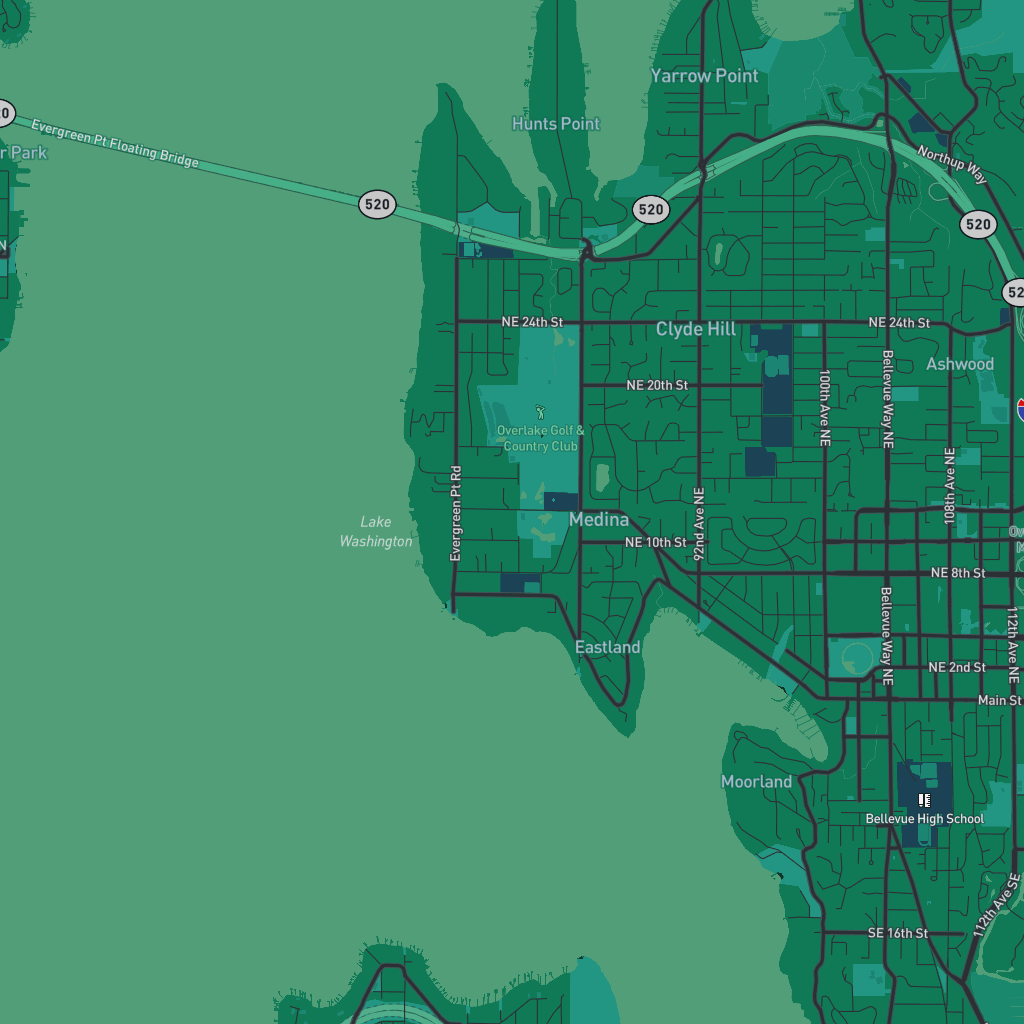 Yarrow Point
Hunts Point
Evergreen Pt Floating Bridge
Northup Way
r Park
520
520
520
NE 24th St
Clyde Hill
NE 24th St
Ashwood
NE 20th St
100th Ave NE
Bellevue Way NE
Overlake Golf &
Country Club
Evergreen Pt Rd
92nd Ave NE
108th Ave NE
Lake
Washington
Medina
NE 10th St
NE 8th St
Bellevue Way NE
112th Ave NE
Eastland
NE 2nd St
Main St
Moorland
Bellevue High School
112th Ave SE
SE 16th St